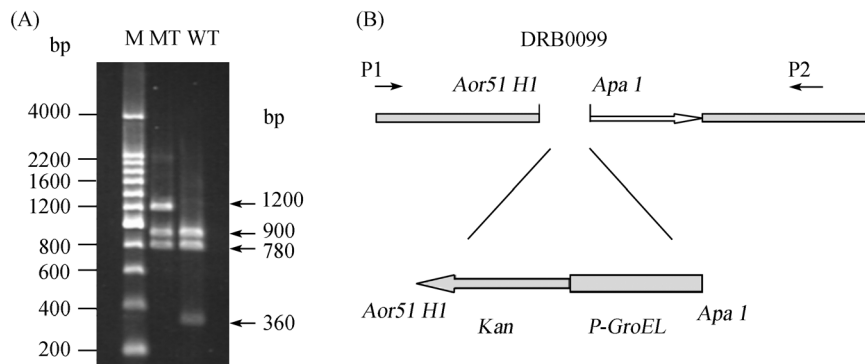 (A)
bp
M MT WT
4000
2200
1600
1200
800
600
400
200
bp
1200
900
780
360
(B)
DRB0099
P1
Aor51 H1
Apa 1
P2
Aor51 H1
Kan
P-GroEL
Apa 1